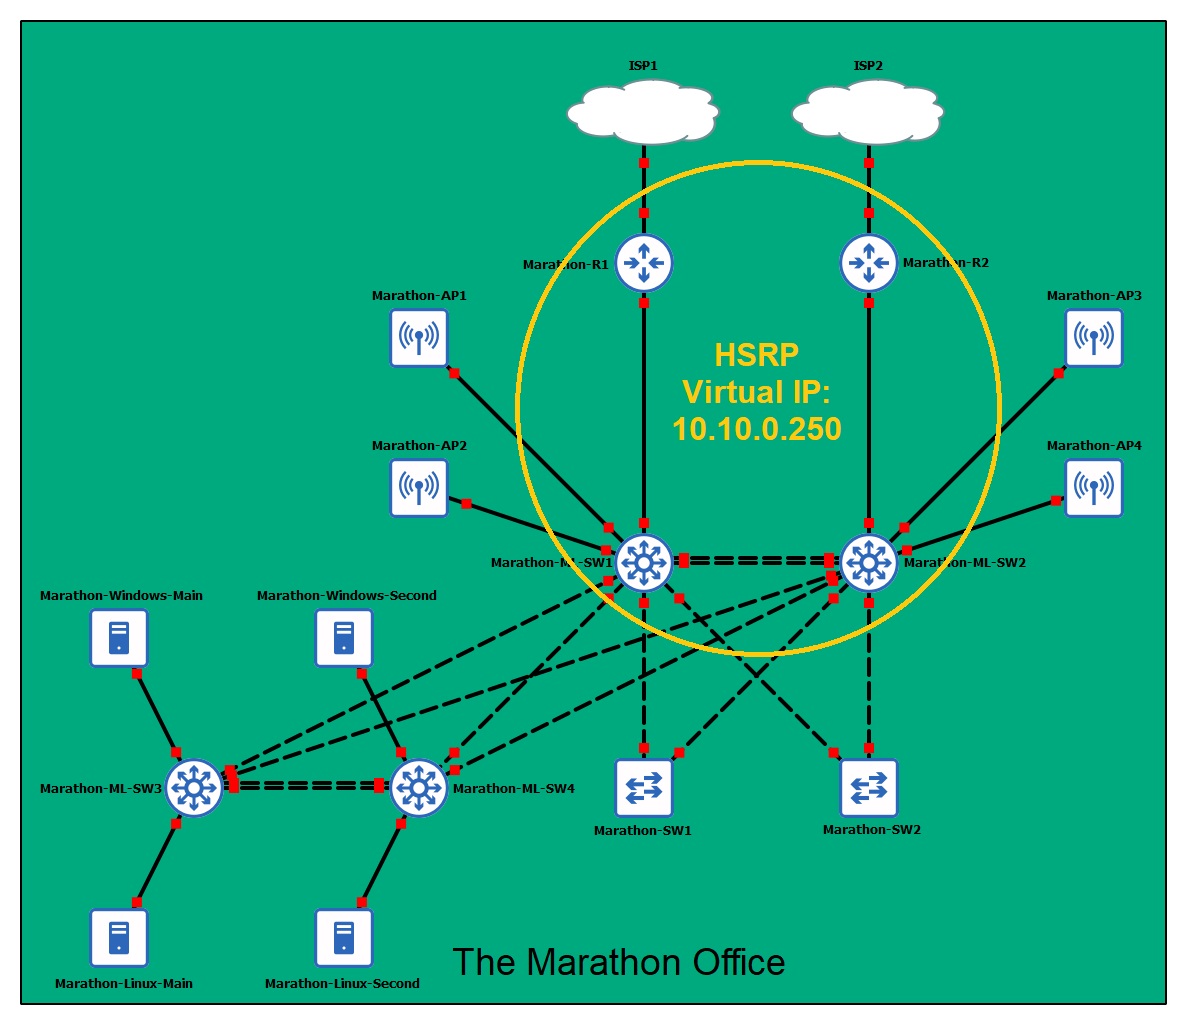 ISP1
ISP2
Marathon-R1
Marathon-R2
Marathon-AP1
Marathon-AP3
HSRP
Virtual IP:
10.10.0.250
Marathon-AP2
Marathon-AP4
Marathon-ML-SW1
Marathon-ML-SW2
Marathon-Windows-Main
Marathon-Windows-Second
Marathon-ML-SW3
Marathon-ML-SW4
Marathon-SW1
Marathon-SW2
The Marathon Office
Marathon-Linux-Main
Marathon-Linux-Second